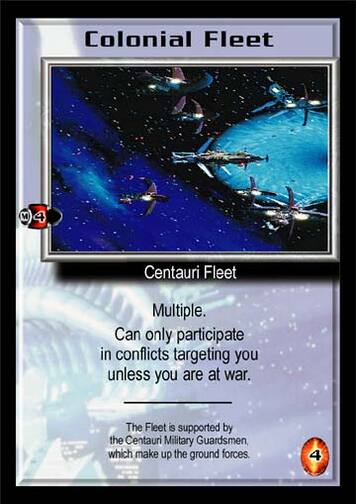 Colonial Fleet
M 4
Centauri Fleet
Multiple.
Can only participate
in conflicts targeting you
unless you are at war.
The Fleet is supported by
the Centauri Military Guardsmen,
which make up the ground forces.
4